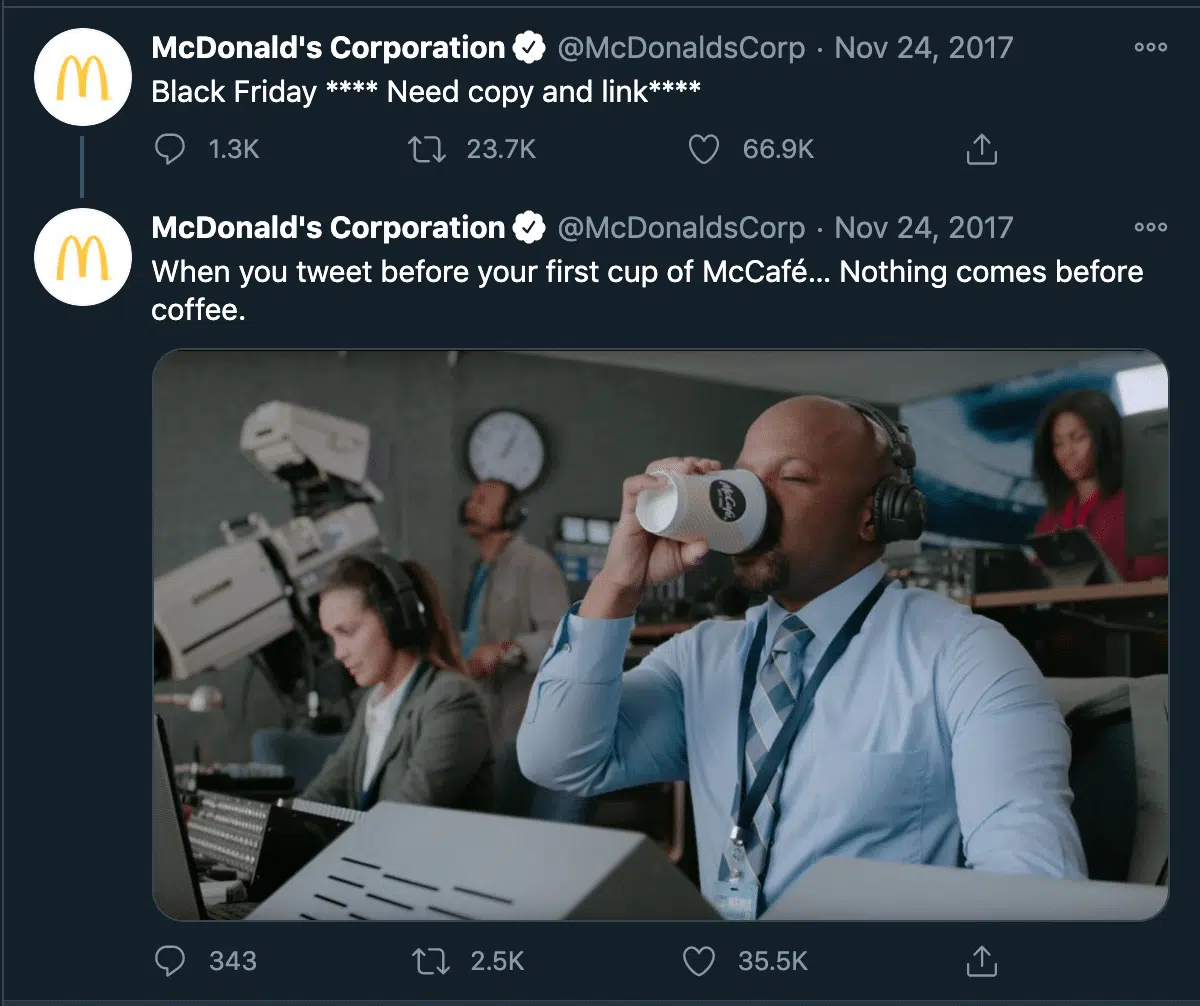 McDonald's Corporation @McDonaldsCorp · Nov 24, 2017
Black Friday **** Need copy and link****
1.3K 23.7K 66.9K
McDonald's Corporation @McDonaldsCorp · Nov 24, 2017
When you tweet before your first cup of McCafé... Nothing comes before
coffee.
McCafé
343 2.5K 35.5K